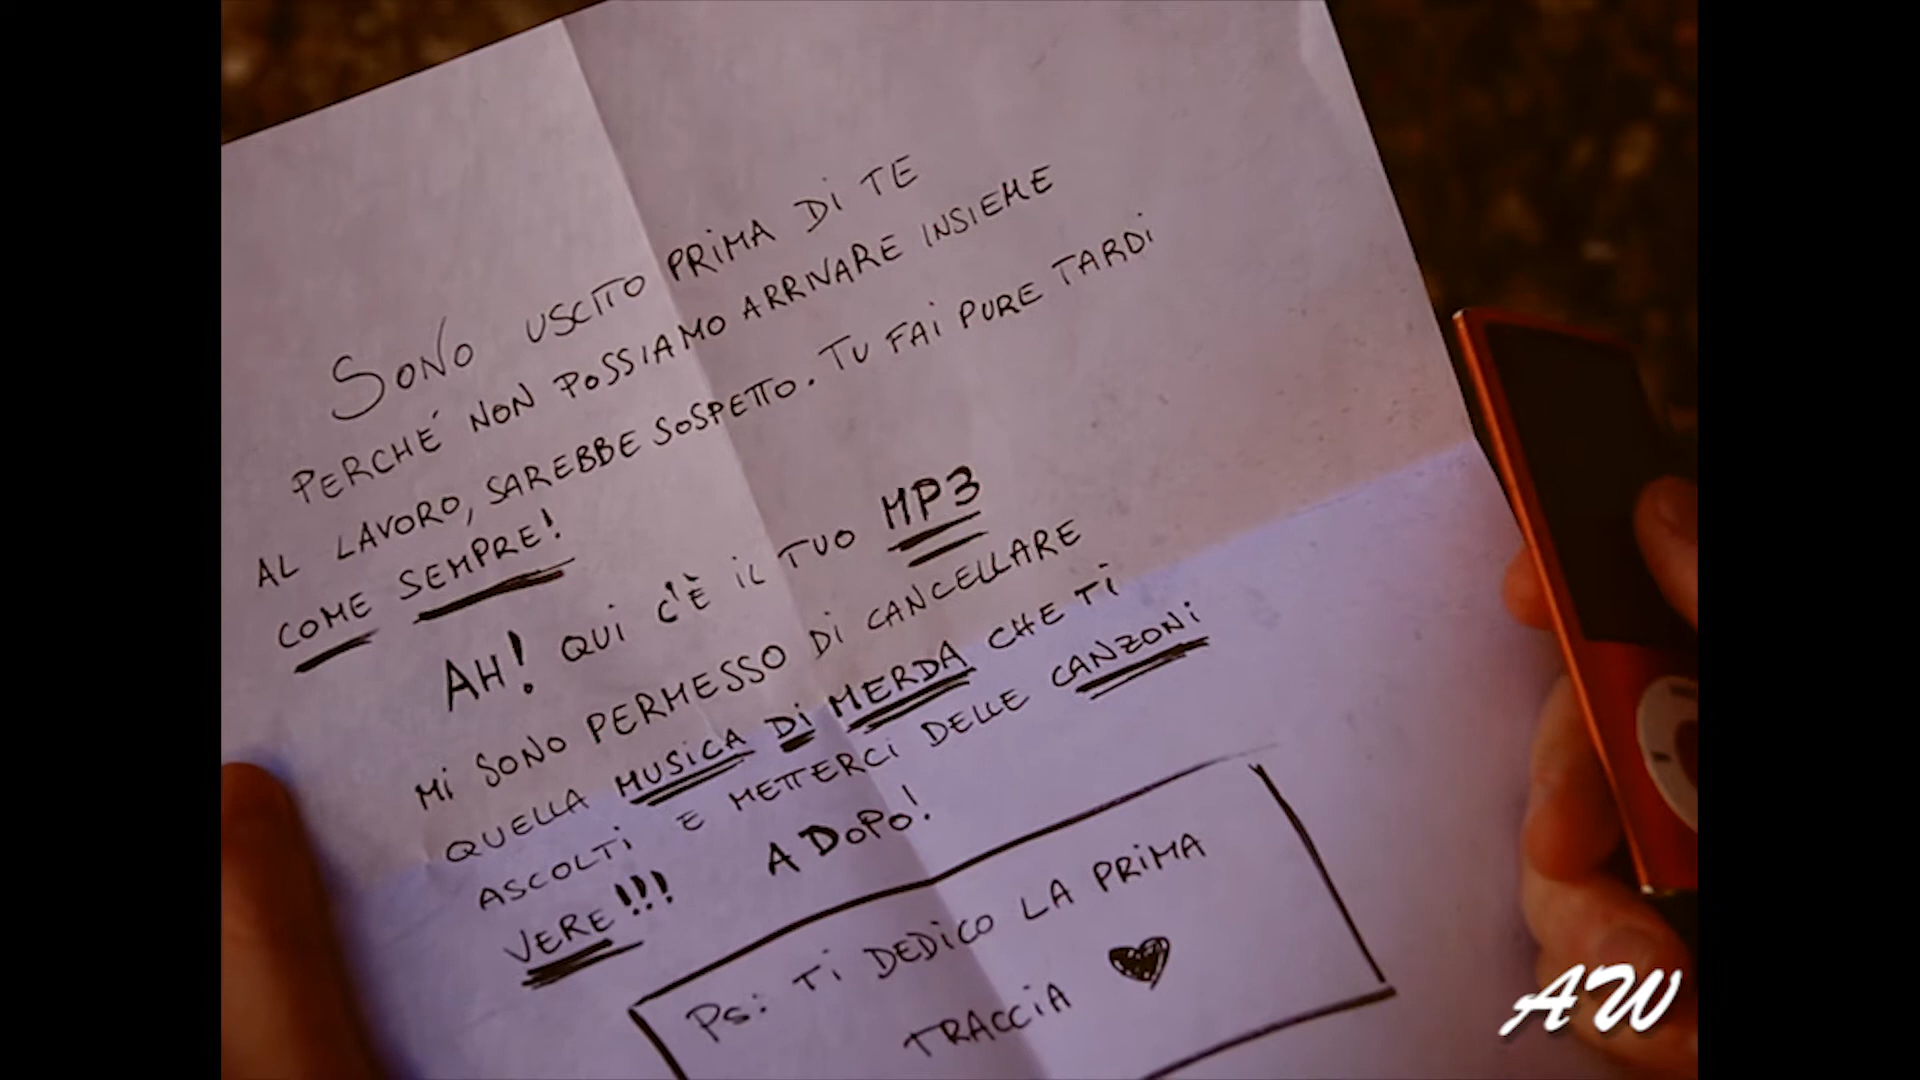 SONO USCITO PRIMA DI TE
PERCHÉ NON POSSIAMO ARRIVARE INSIEME
AL LAVORO, SAREBBE SOSPETTO. TU FAI PURE TARDI
COME SEMPRE!
AH! QUI C'È IL TUO MP3
MI SONO PERMESSO DI CANCELLARE
QUELLA MUSICA DI MERDA CHE TI
ASCOLTI E METTERCI DELLE CANZONI
VERE!!! A DOPO!
Ps: TI DEDICO LA PRIMA
TRACCIA ♥
AW